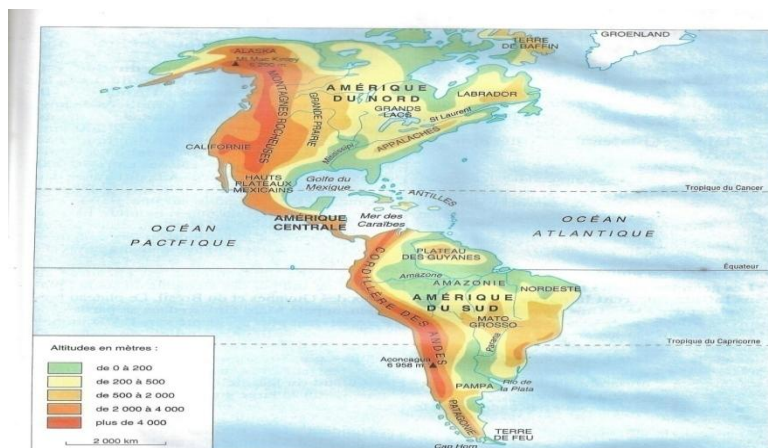 GROENLAND
TERRE
DE BAFFIN
ALASKA
Mt Mac Kinley
AMÉRIQUE
DU NORD
MONTAGNES ROCHEUSES
GRANDE PRAIRIE
LABRADOR
GRANDS
LACS
St Laurent
APPALACHES
Mississipi
CALIFORNIE
HAUTS
PLATEAUX
MEXICAINS
Golfe du
Mexique
Tropique du Cancer
ANTILLES
AMÉRIQUE
CENTRALE
Mer des
Caraïbes
OCÉAN
PACIFIQUE
OCÉAN
ATLANTIQUE
PLATEAU
DES GUYANES
Équateur
Amazone
AMAZONIE
NORDESTE
CORDILLÈRE DES ANDES
AMÉRIQUE
DU SUD
MATO
GROSSO
Parana
Tropique du Capricorne
Aconcagua
6 958 m
PAMPA
Rio de
la Plata
PATAGONIE
TERRE
DE FEU
Cap Horn
Altitudes en mètres :
de 0 à 200
de 200 à 500
de 500 à 2 000
de 2 000 à 4 000
plus de 4 000
2 000 km